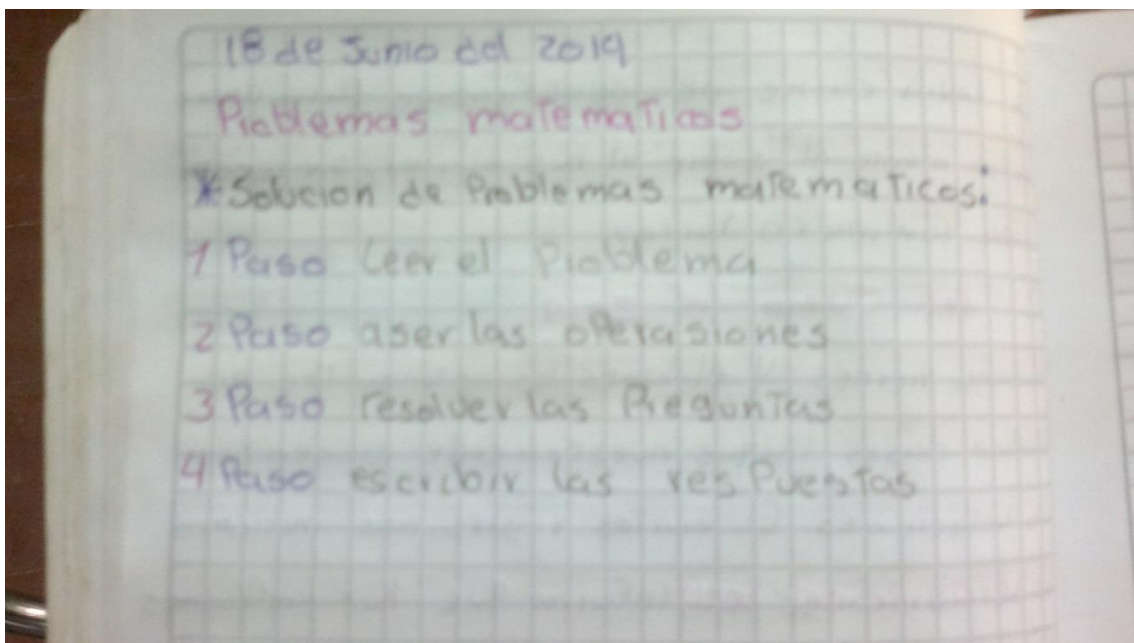 18 de Junio del 2019
Problemas matematicos
*Solucion de Problemas matematicos:
1 Paso Leer el Problema
2 Paso aser las operasiones
3 Paso resolver las Preguntas
4 Paso escribir las resPuestas